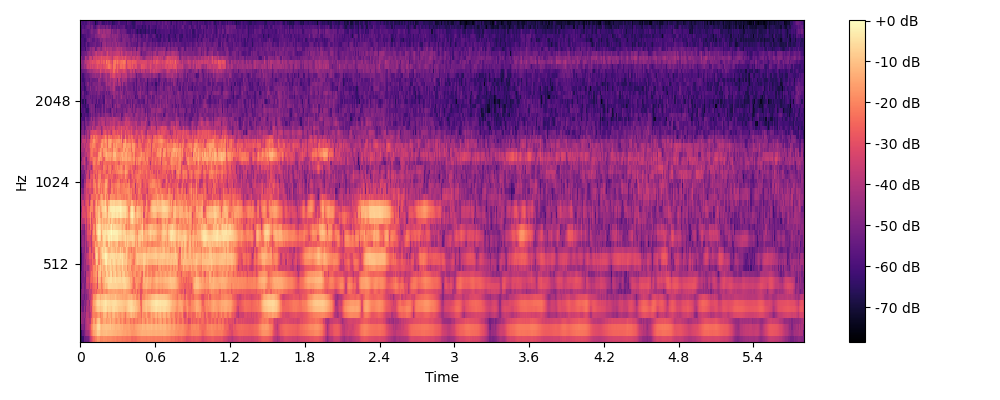 +0 dB
-10 dB
2048
-20 dB
-30 dB
Hz
1024
-40 dB
-50 dB
512
-60 dB
-70 dB
0 0.6 1.2 1.8 2.4 3 3.6 4.2 4.8 5.4
Time